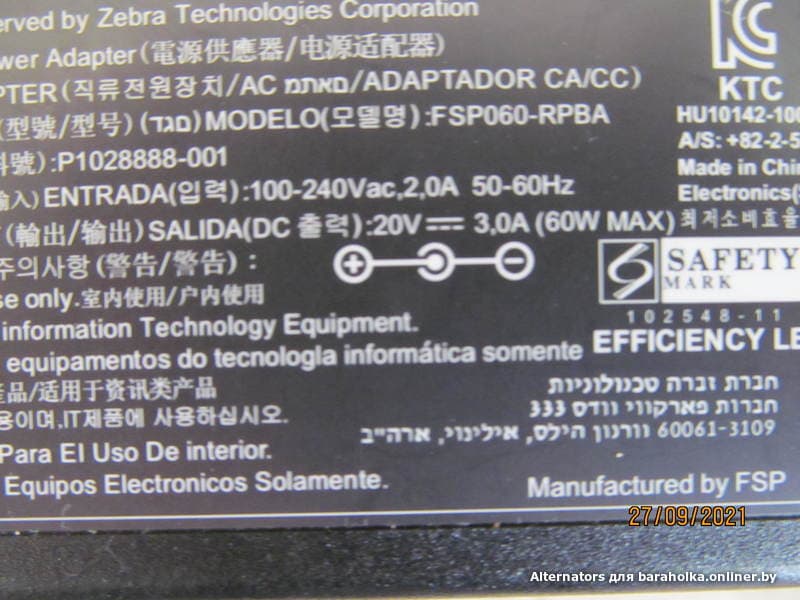 erved by Zebra Technologies Corporation
wer Adapter(電源供應器/电源适配器)
PTER(직류전원장치/AC מתאם/ADAPTADOR CA/CC)
(型號/型号) (דגם) MODELO(모델명):FSP060-RPBA
號):P1028888-001
輸入) ENTRADA(입력):100-240Vac,2,0A 50-60Hz
(輸出/输出) SALIDA(DC 출력):20V 3,0A (60W MAX)
주의사항(警告/警告):
se only.室内使用/户内使用
information Technology Equipment.
equipamentos do tecnologla informática somente
產品/适用于资讯类产品
용이며,IT제품에 사용하십시오.
Para El Uso De interior.
Equipos Electronicos Solamente.
KTC
HU10142-100
A/S: +82-2-5
Made in Chin
Electronics(
최저소비효율
SAFETY
MARK
102548-11
EFFICIENCY LE
חברת זברה טכנולוגיות
חברות פארקווי וודס 333
וורנון הילס, אילינוי, ארה"ב 60061-3109
Manufactured by FSP
27/09/2021
Alternators для baraholka.onliner.by